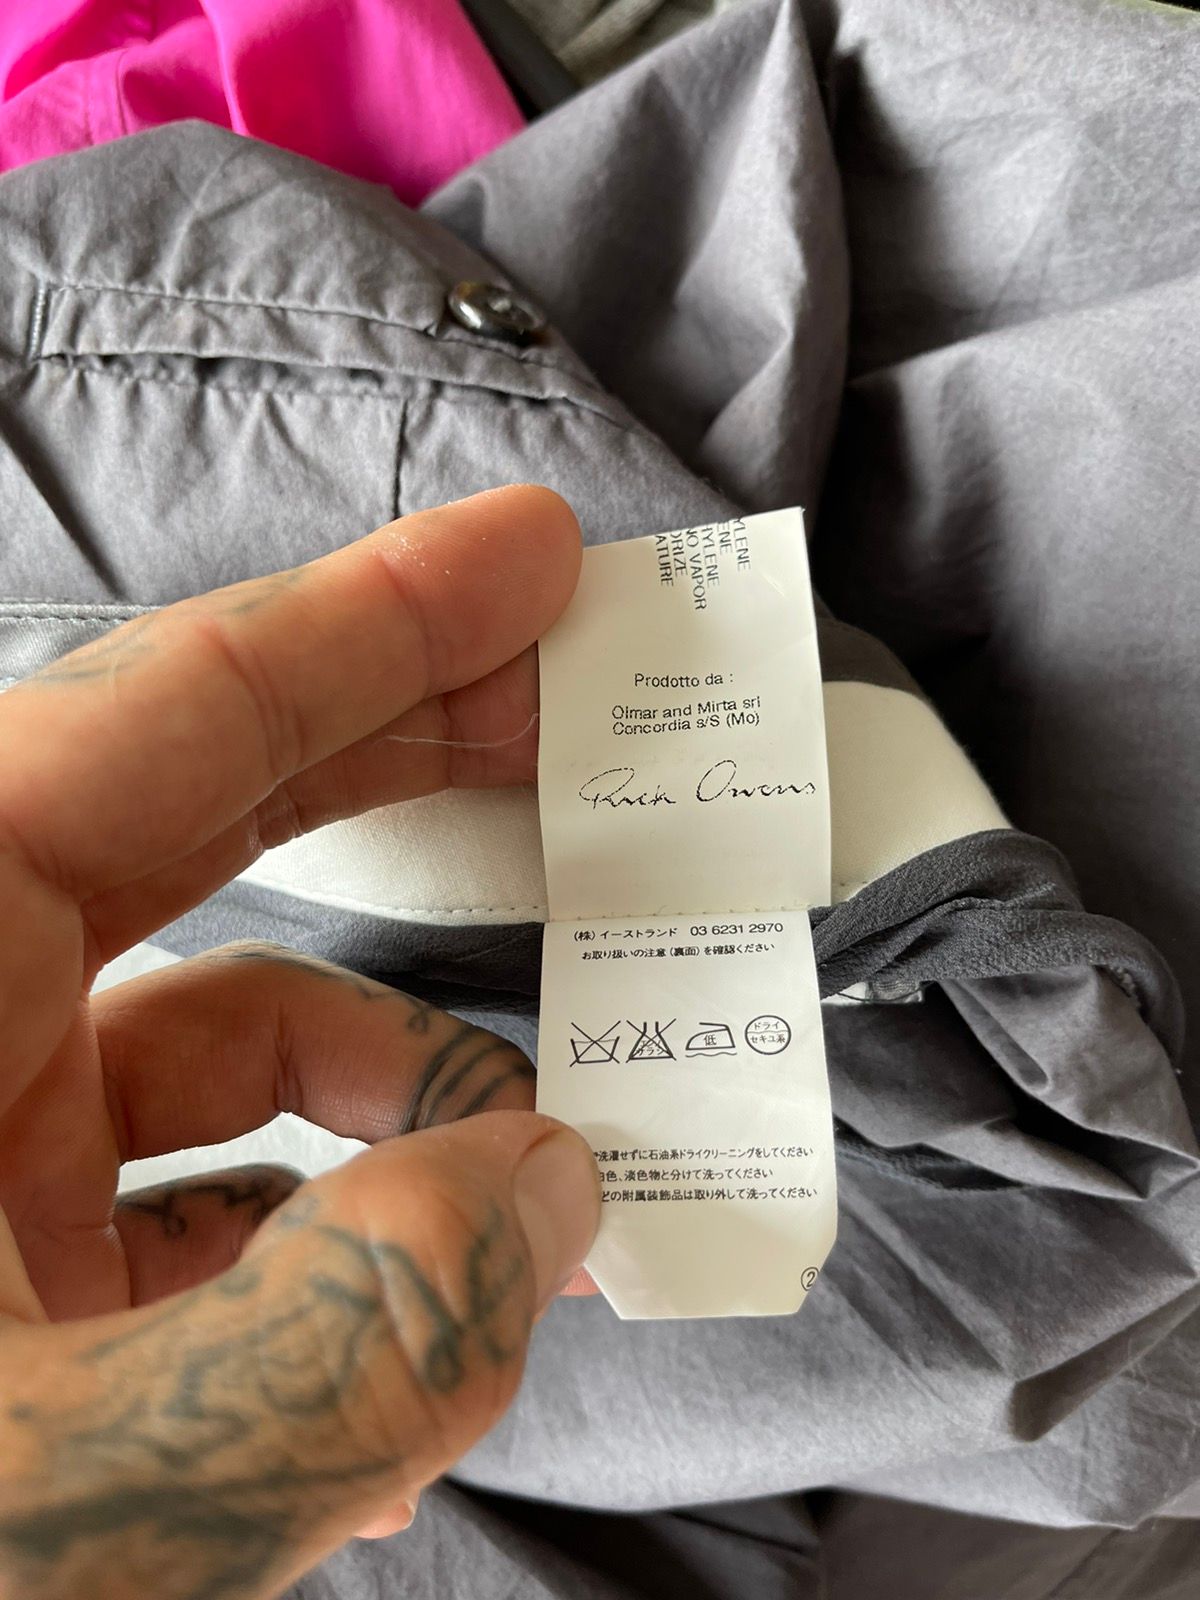 YLENE
ENE
HYLENE
NO VAPOR
ORIZE
ATURE
Prodotto da :
Olmar and Mirta srl
Concordia s/S (Mo)
Rick Owens
(株) イーストランド 03 6231 2970
お取り扱いの注意 (裏面) を確認ください
低
ドライ
セキユ系
洗濯せずに石油系ドライクリーニングをしてください
白色、淡色物と分けて洗ってください
どの附属装飾品は取り外して洗ってください
②